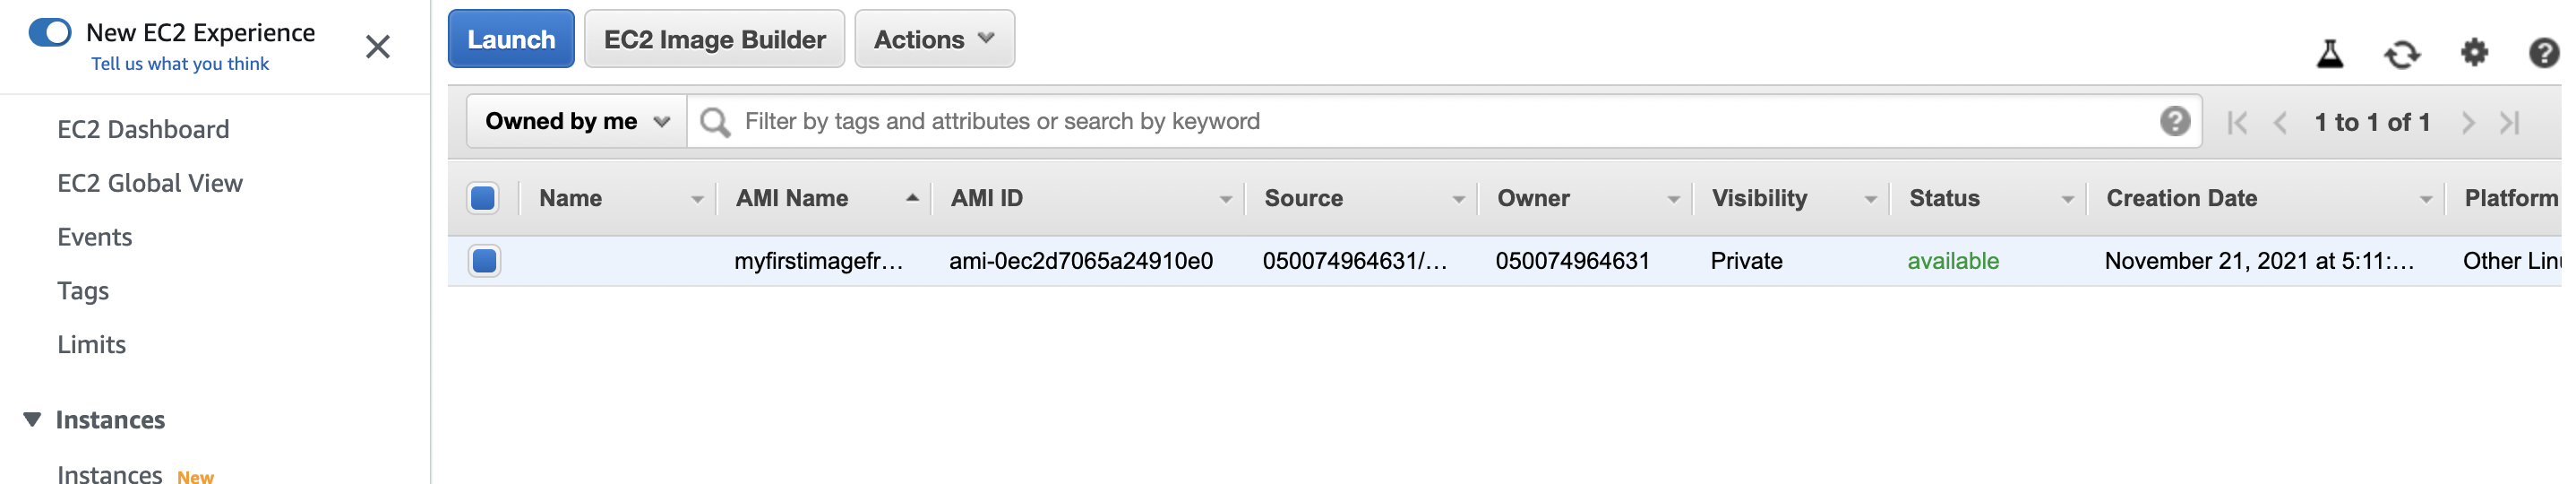 New EC2 Experience
Tell us what you think
EC2 Dashboard
EC2 Global View
Events
Tags
Limits
Instances
Instances New
Launch EC2 Image Builder Actions
Owned by me Filter by tags and attributes or search by keyword ? 1 to 1 of 1
Name AMI Name AMI ID Source Owner Visibility Status Creation Date Platform
myfirstimagefr... ami-0ec2d7065a24910e0 050074964631/... 050074964631 Private available November 21, 2021 at 5:11:... Other Lin